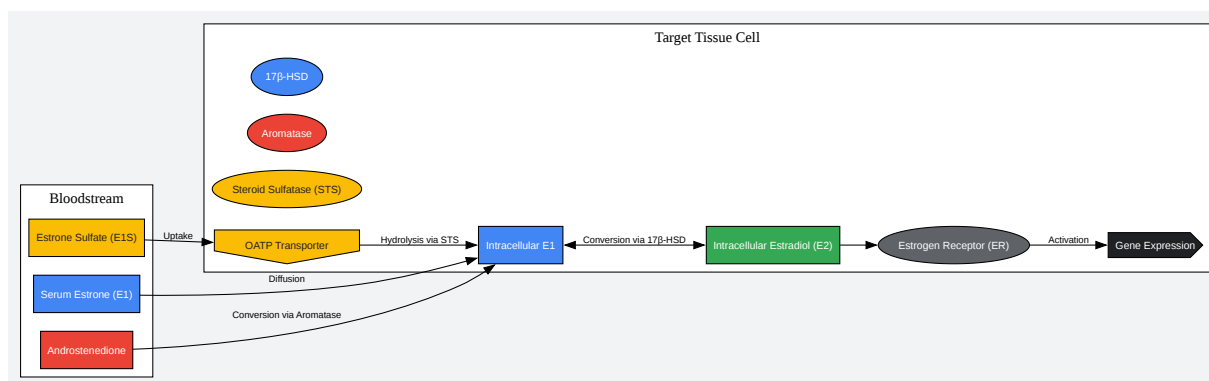 Target Tissue Cell
17β-HSD
Aromatase
Steroid Sulfatase (STS)
Bloodstream
Estrone Sulfate (E1S)
Uptake
OATP Transporter
Hydrolysis via STS
Intracellular E1
Conversion via 17β-HSD
Intracellular Estradiol (E2)
Estrogen Receptor (ER)
Activation
Gene Expression
Serum Estrone (E1)
Diffusion
Androstenedione
Conversion via Aromatase